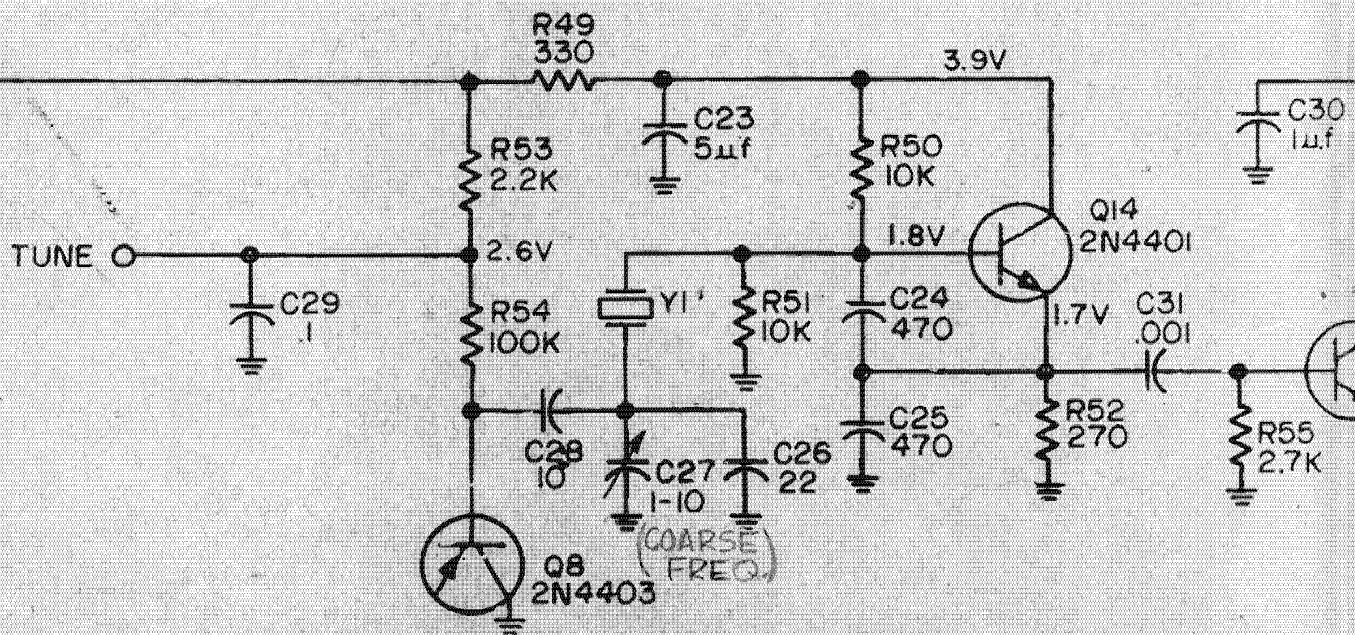 R49
330
3.9V
C23
5µf
C30
1µf
R53
2.2K
R50
10K
Q14
2N4401
TUNE
2.6V
1.8V
C29
.1
R54
100K
Y1
R51
10K
C24
470
1.7V
C31
.001
C28
10
C27
1-10
C26
22
C25
470
R52
270
R55
2.7K
(COARSE
FREQ.)
Q8
2N4403